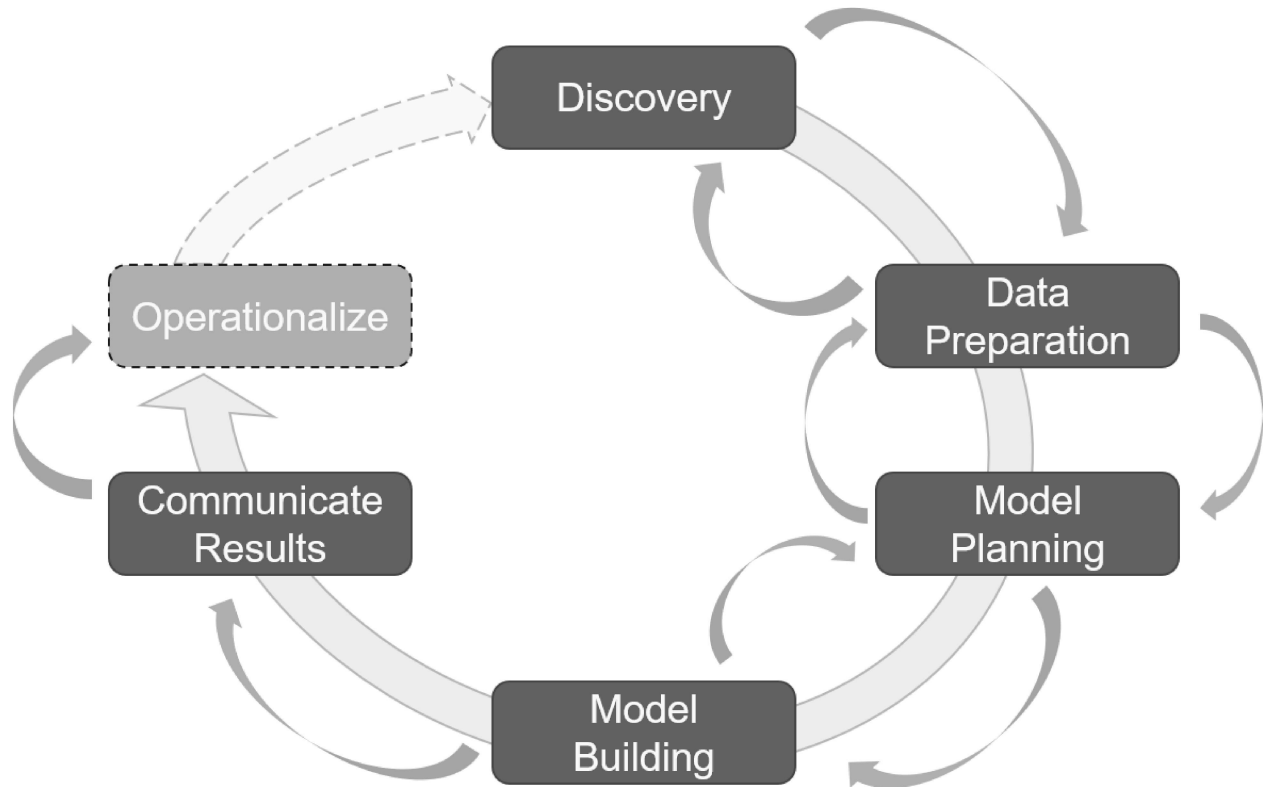 Discovery
Data
Preparation
Model
Planning
Model
Building
Communicate
Results
Operationalize